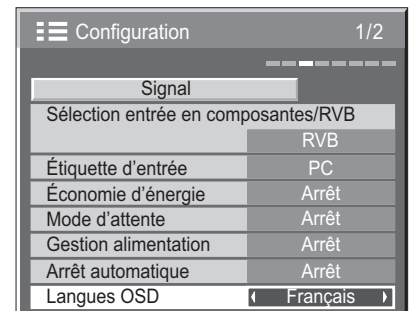 Configuration 1/2
Signal
Sélection entrée en composantes/RVB
RVB
Étiquette d'entrée PC
Économie d'énergie Arrêt
Mode d'attente Arrêt
Gestion alimentation Arrêt
Arrêt automatique Arrêt
Langues OSD Français